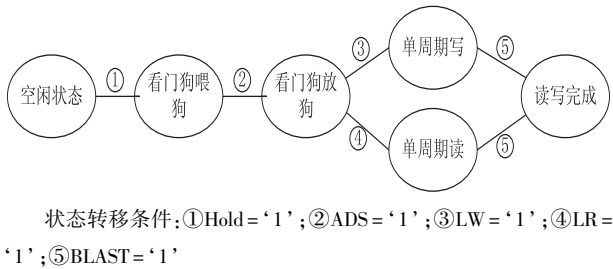 空闲状态
①
看门狗喂
狗
②
看门狗放
狗
③
单周期写
⑤
④
单周期读
⑤
读写完成
状态转移条件:①Hold=‘1’;②ADS=‘1’;③LW=‘1’;④LR=
‘1’;⑤BLAST=‘1’